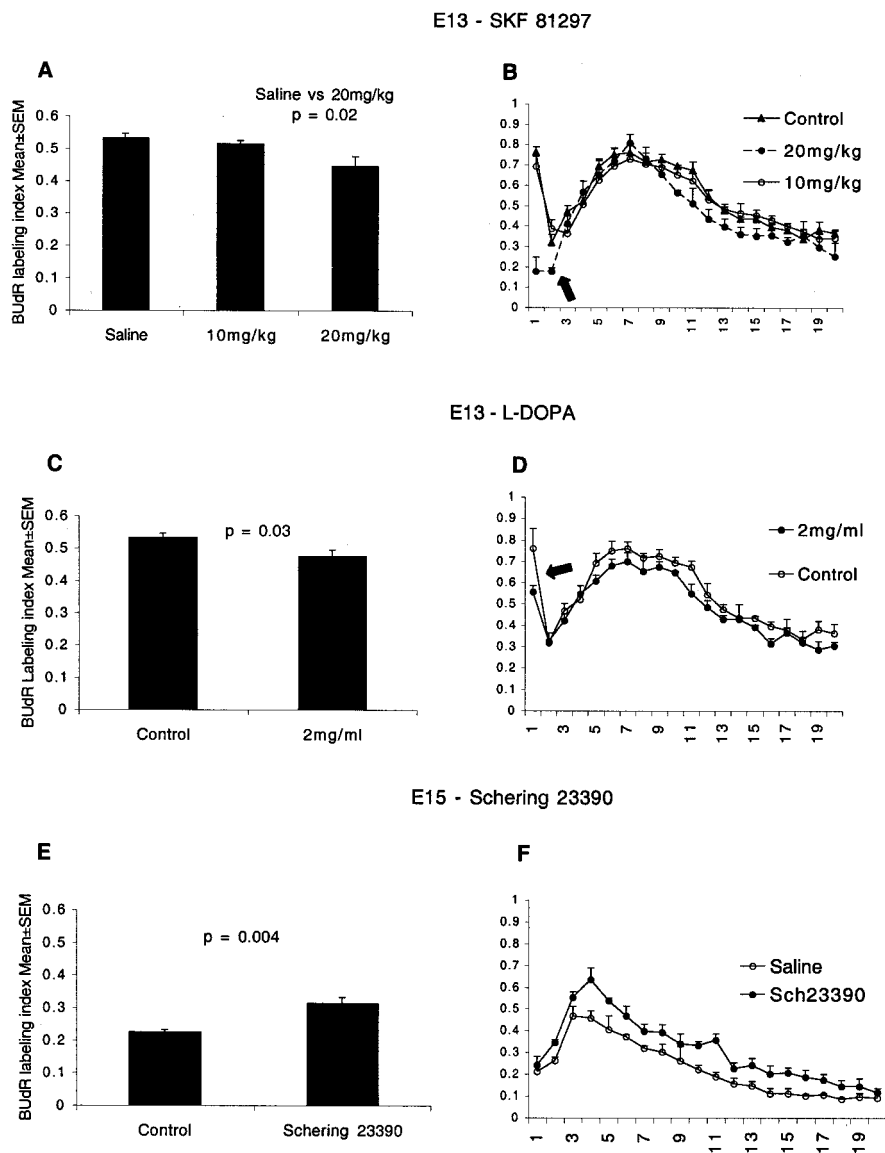 E13 - SKF 81297
A
Saline vs 20mg/kg
p = 0.02
BUdR labeling index Mean±SEM
0.6
0.5
0.4
0.3
0.2
0.1
0
Saline 10mg/kg 20mg/kg
B
1
0.9
0.8
0.7
0.6
0.5
0.4
0.3
0.2
0.1
0
Control
20mg/kg
10mg/kg
1 3 5 7 9 11 13 15 17 19
E13 - L-DOPA
C
p = 0.03
BUdR Labeling index Mean±SEM
0.6
0.5
0.4
0.3
0.2
0.1
0
Control 2mg/ml
D
1
0.9
0.8
0.7
0.6
0.5
0.4
0.3
0.2
0.1
0
2mg/ml
Control
1 3 5 7 9 11 13 15 17 19
E15 - Schering 23390
E
p = 0.004
BUdR labeling index Mean±SEM
0.6
0.5
0.4
0.3
0.2
0.1
0
Control Schering 23390
F
1
0.9
0.8
0.7
0.6
0.5
0.4
0.3
0.2
0.1
0
Saline
Sch23390
1 3 5 7 9 11 13 15 17 19